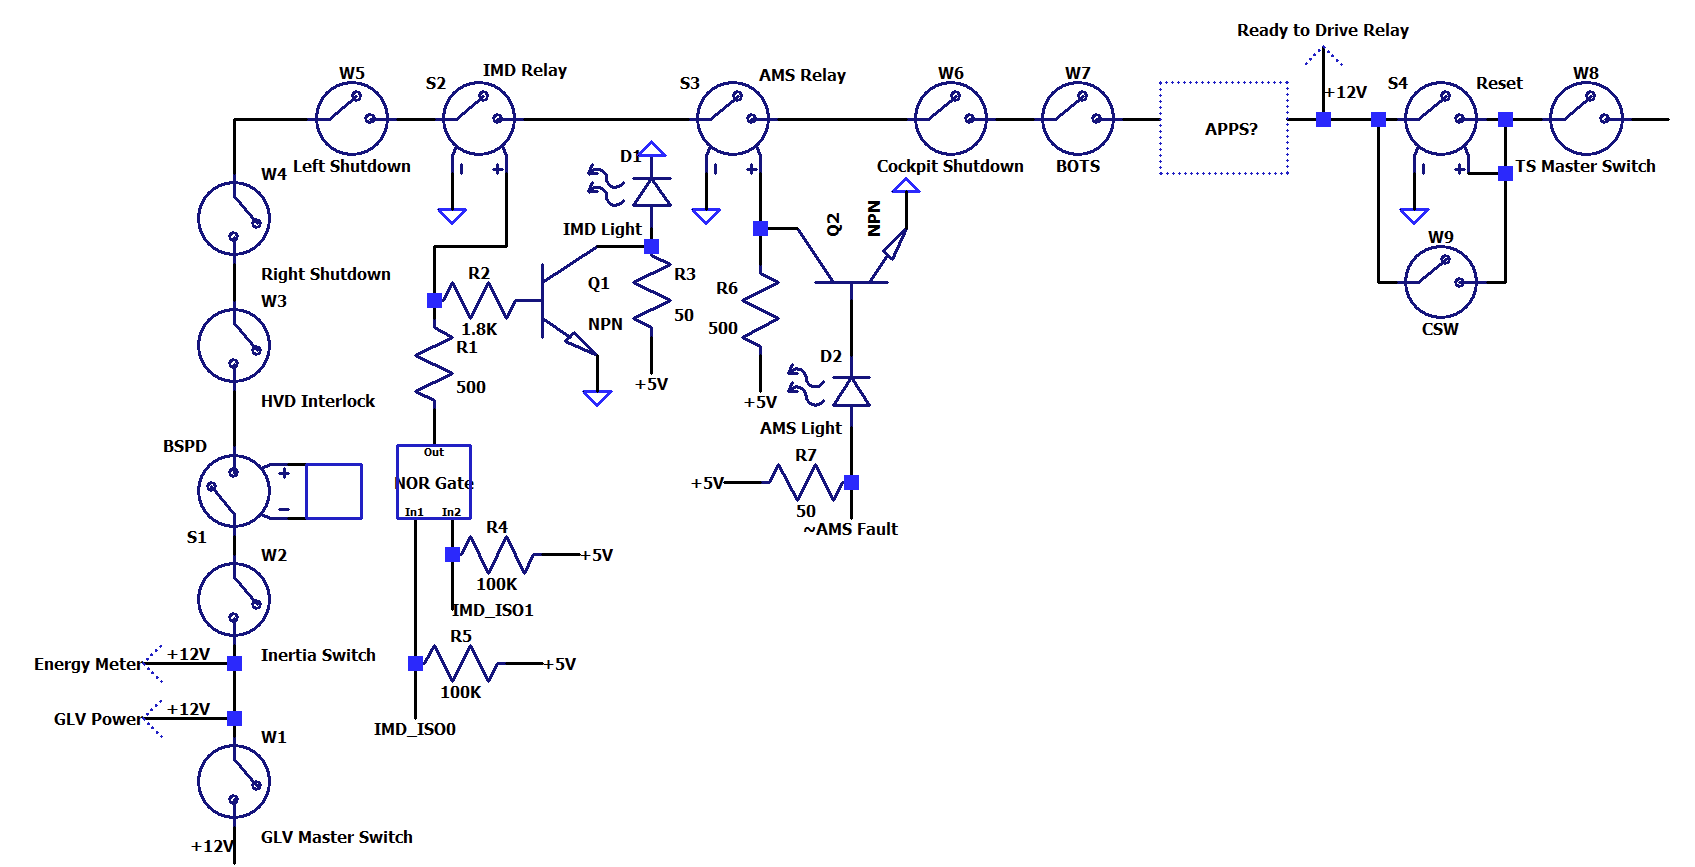 Ready to Drive Relay
W5
S2
IMD Relay
S3
AMS Relay
W6
W7
+12V
S4
Reset
W8
APPS?
Left Shutdown
Cockpit Shutdown
BOTS
TS Master Switch
W4
- +
D1
- +
- +
IMD Light
Q2
NPN
W9
Right Shutdown
W3
R2
Q1
R3
R6
1.8K
NPN
50
500
CSW
R1
500
+5V
D2
+5V
HVD Interlock
AMS Light
BSPD
Out
NOR Gate
In1 In2
+
-
R7
+5V
50
~AMS Fault
S1
R4
+5V
100K
W2
IMD_ISO1
R5
+5V
100K
Inertia Switch
Energy Meter
+12V
GLV Power
+12V
IMD_ISO0
W1
GLV Master Switch
+12V